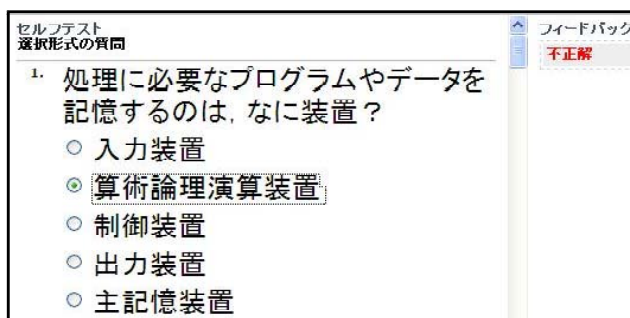 セルフテスト
選択形式の質問
1. 処理に必要なプログラムやデータを
記憶するのは，なに装置？
入力装置
算術論理演算装置
制御装置
出力装置
主記憶装置
フィードバック
不正解